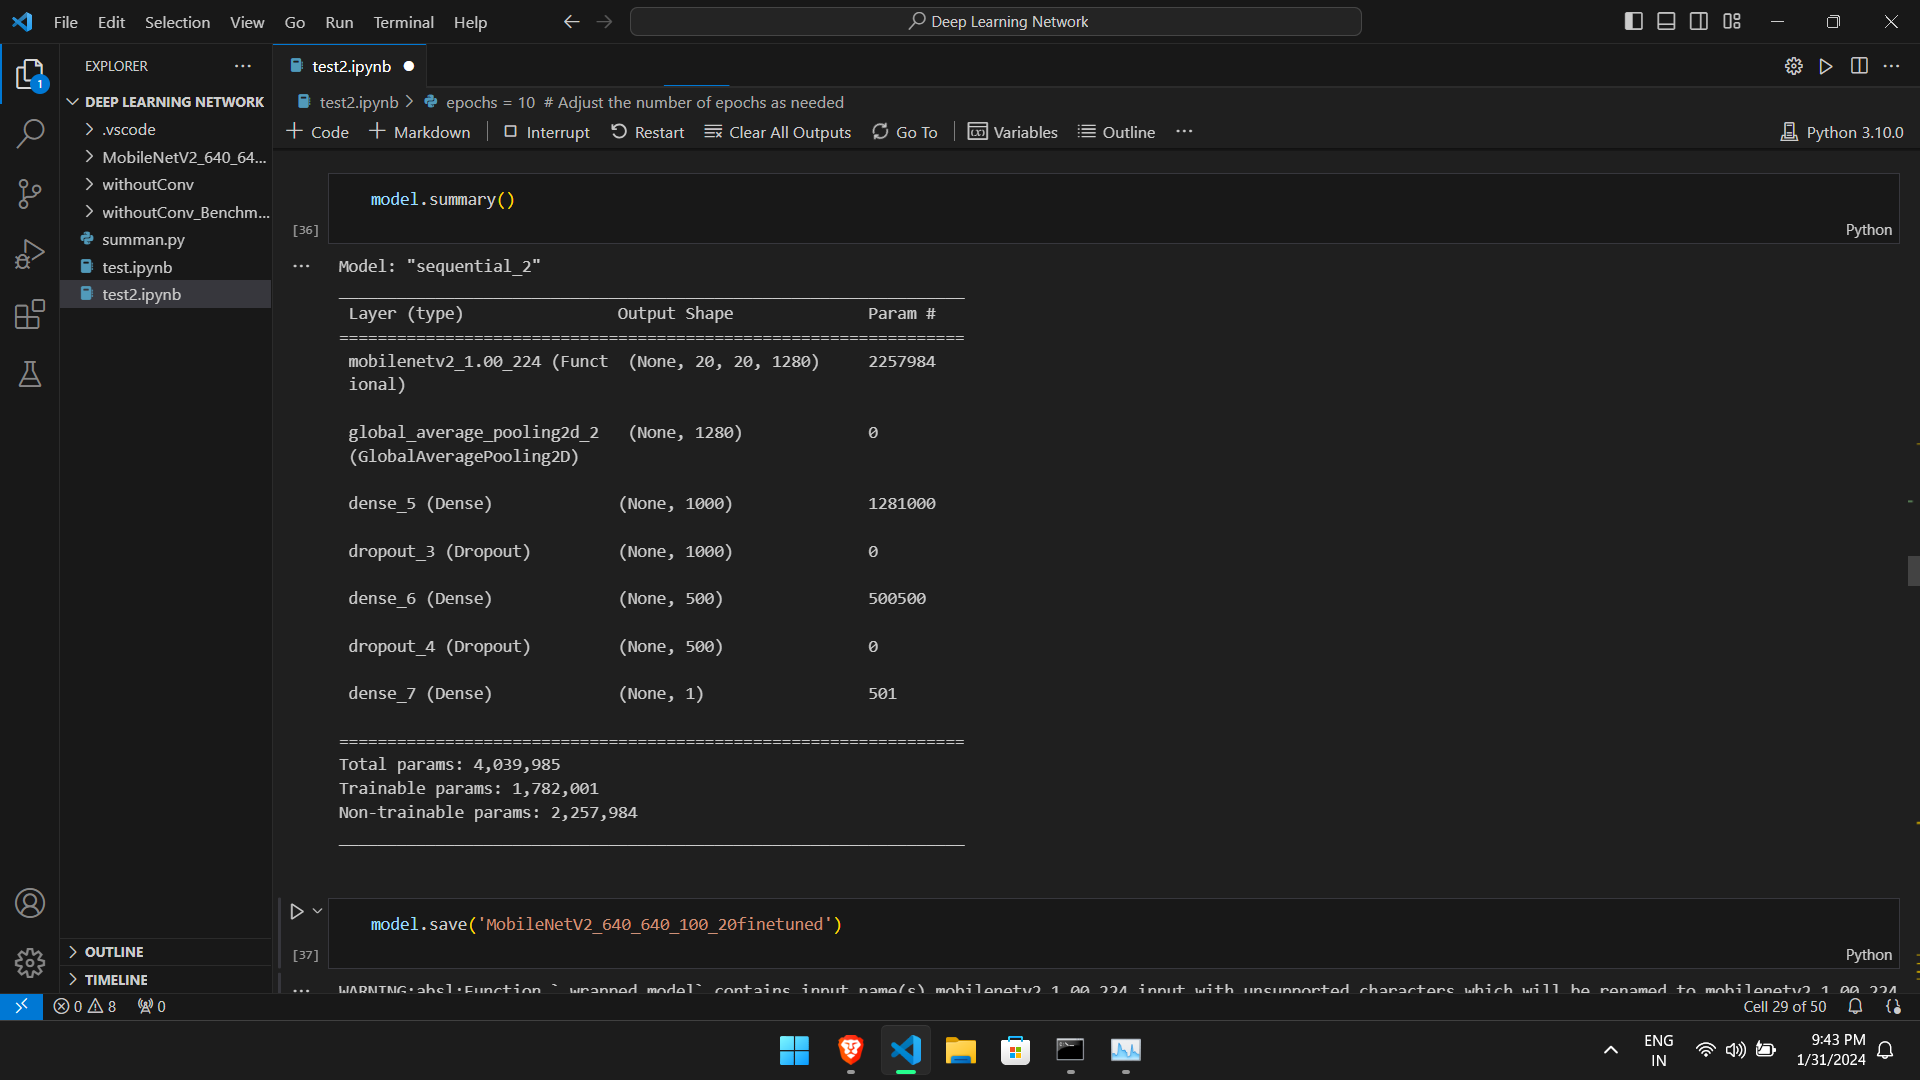 File Edit Selection View Go Run Terminal Help
Deep Learning Network
EXPLORER
test2.ipynb
DEEP LEARNING NETWORK
.vscode
MobileNetV2_640_64...
withoutConv
withoutConv_Benchm...
summan.py
test.ipynb
test2.ipynb
OUTLINE
TIMELINE
1
test2.ipynb > epochs = 10 # Adjust the number of epochs as needed
+ Code + Markdown Interrupt Restart Clear All Outputs Go To Variables Outline ... Python 3.10.0
model.summary()
[36] Python
... Model: "sequential_2"
Layer (type) Output Shape Param #
=================================================================
mobilenetv2_1.00_224 (Funct (None, 20, 20, 1280) 2257984
ional)
global_average_pooling2d_2 (None, 1280) 0
(GlobalAveragePooling2D)
dense_5 (Dense) (None, 1000) 1281000
dropout_3 (Dropout) (None, 1000) 0
dense_6 (Dense) (None, 500) 500500
dropout_4 (Dropout) (None, 500) 0
dense_7 (Dense) (None, 1) 501
=================================================================
Total params: 4,039,985
Trainable params: 1,782,001
Non-trainable params: 2,257,984
model.save('MobileNetV2_640_640_100_20finetuned')
[37] Python
... WARNING:absl:Function `_wrapped_model` contains input name(s) mobilenetv2_1.00_224_input with unsupported characters which will be renamed to mobilenetv2_1_00_224
0 8 0 Cell 29 of 50
ENG
IN
9:43 PM
1/31/2024